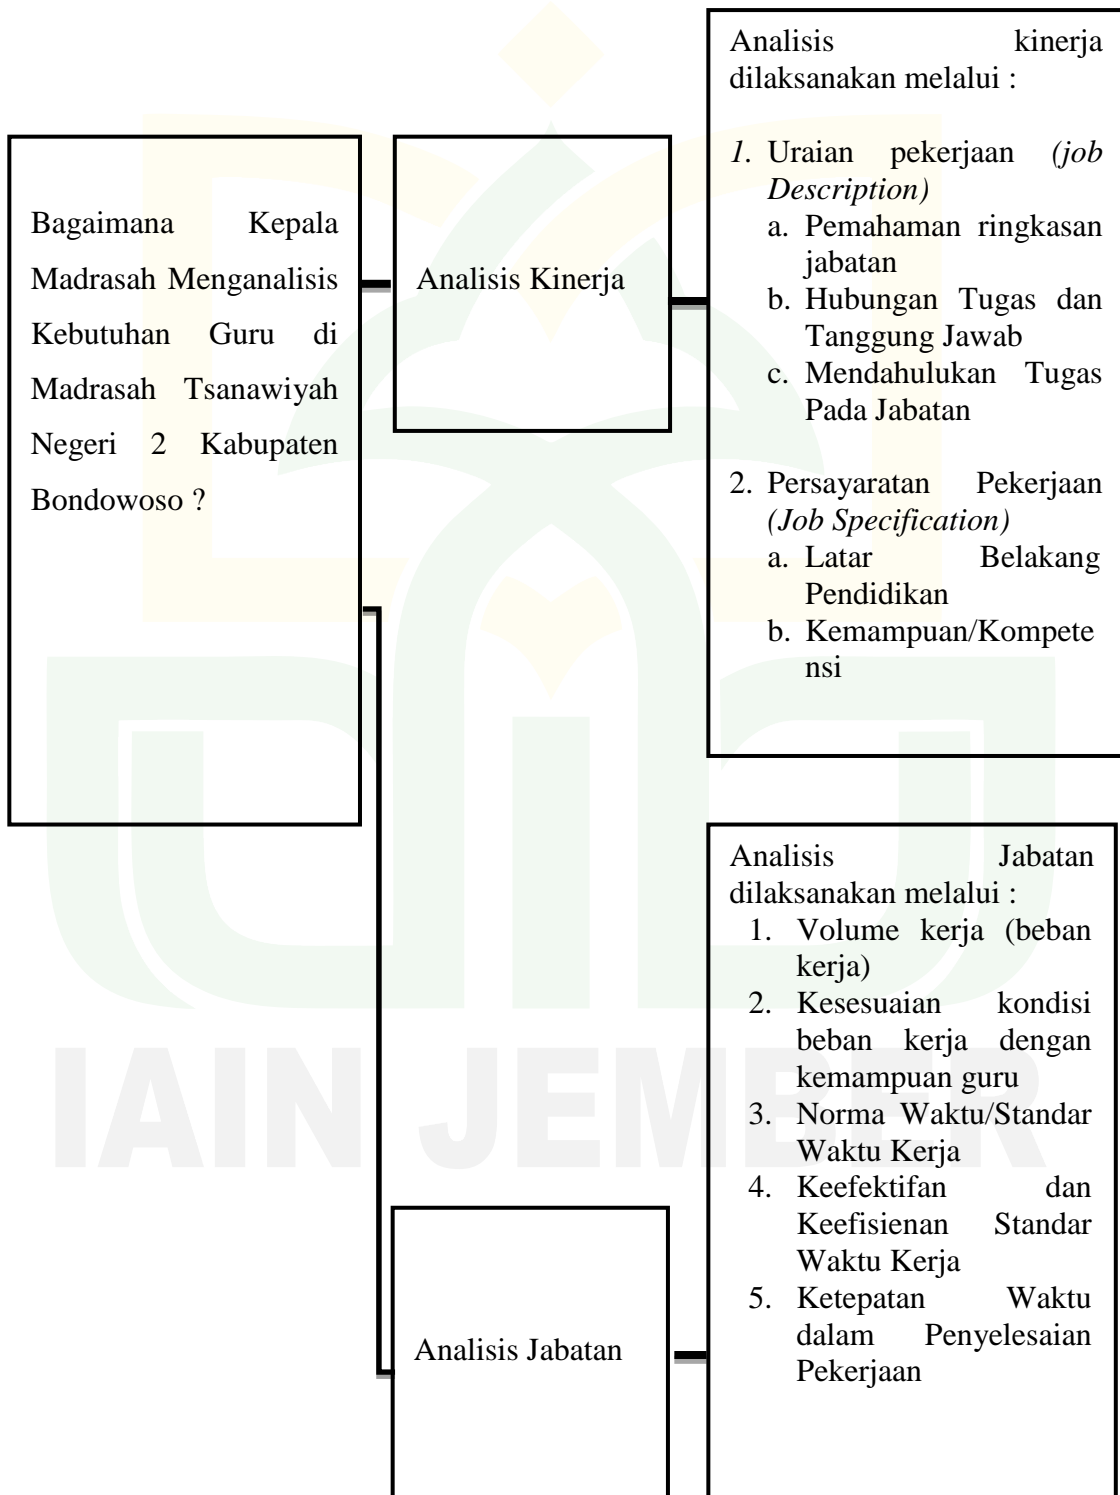 Bagaimana Kepala
Madrasah Menganalisis
Kebutuhan Guru di
Madrasah Tsanawiyah
Negeri 2 Kabupaten
Bondowoso ?
Analisis Kinerja
Analisis kinerja
dilaksanakan melalui :
1. Uraian pekerjaan (job
Description)
a. Pemahaman ringkasan
jabatan
b. Hubungan Tugas dan
Tanggung Jawab
c. Mendahulukan Tugas
Pada Jabatan
2. Persayaratan Pekerjaan
(Job Specification)
a. Latar Belakang
Pendidikan
b. Kemampuan/Kompete
nsi
Analisis Jabatan
Analisis Jabatan
dilaksanakan melalui :
1. Volume kerja (beban
kerja)
2. Kesesuaian kondisi
beban kerja dengan
kemampuan guru
3. Norma Waktu/Standar
Waktu Kerja
4. Keefektifan dan
Keefisienan Standar
Waktu Kerja
5. Ketepatan Waktu
dalam Penyelesaian
Pekerjaan
IAIN JEMBER